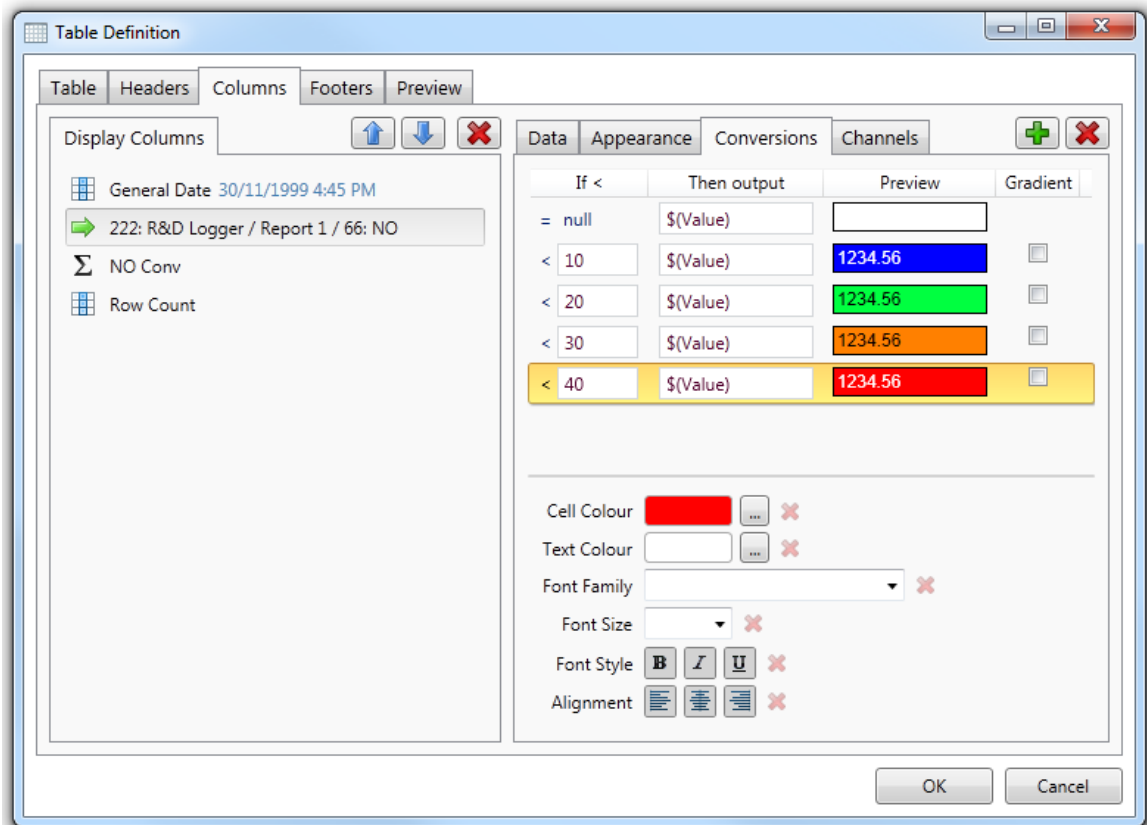 Table Definition
Table Headers Columns Footers Preview
Display Columns
General Date 30/11/1999 4:45 PM
222: R&D Logger / Report 1 / 66: NO
Σ NO Conv
Row Count
Data Appearance Conversions Channels
If < Then output Preview Gradient
= null $(Value)
< 10 $(Value) 1234.56
< 20 $(Value) 1234.56
< 30 $(Value) 1234.56
< 40 $(Value) 1234.56
Cell Colour ...
Text Colour ...
Font Family
Font Size
Font Style B I U
Alignment
OK Cancel